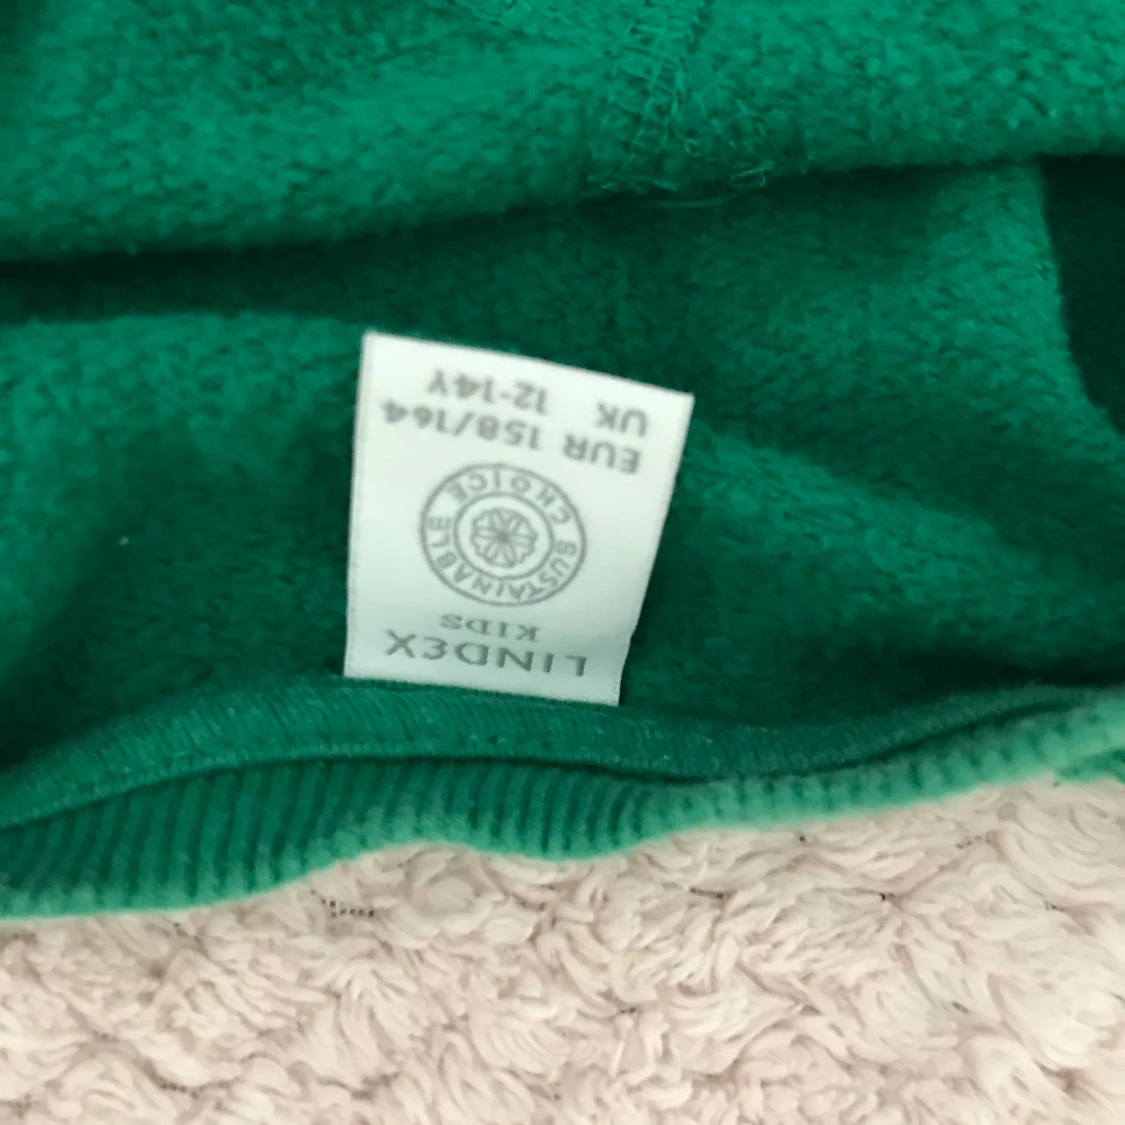 LINDEX
KIDS
SUSTAINABLE CHOICE
EUR 158/164
UK 12-14Y